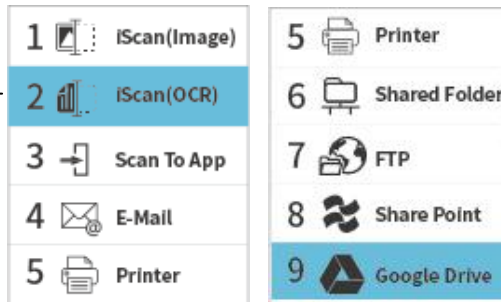 1 iScan(Image)
2 iScan(OCR)
3 Scan To App
4 E-Mail
5 Printer
5 Printer
6 Shared Folder
7 FTP
8 Share Point
9 Google Drive